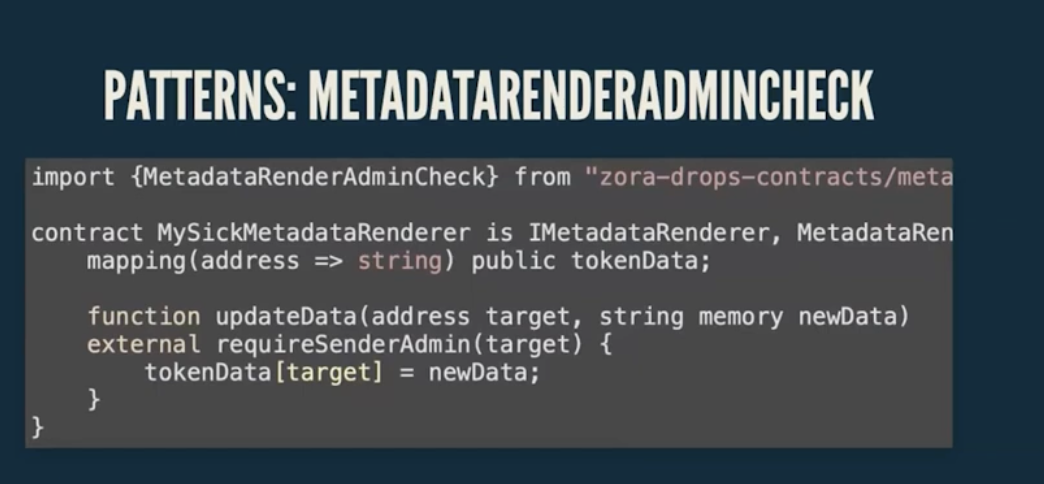 PATTERNS: METADATARENDERADMINCHECK
import {MetadataRenderAdminCheck} from "zora-drops-contracts/meta
contract MySickMetadataRenderer is IMetadataRenderer, MetadataRen
    mapping(address => string) public tokenData;
    function updateData(address target, string memory newData)
    external requireSenderAdmin(target) {
        tokenData[target] = newData;
    }
}